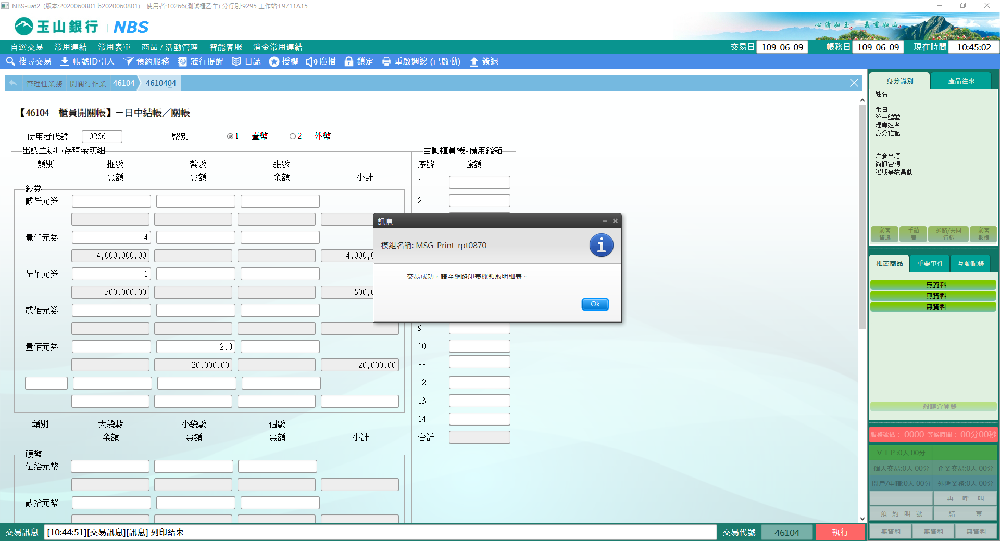 NBS-uat2 (版本:2020060801.b2020060801) 使用者:10266(測試櫃乙午) 分行別:9295 工作站:L9711A15
玉山銀行 | NBS
心清如玉。義重如山。
自選交易 常用連結 常用表單 商品 / 活動管理 智能客服 消金常用連結 交易日 109-06-09 帳務日 109-06-09 現在時間 10:45:02
搜尋交易 帳號ID引入 預約服務 蒞行提醒 日誌 授權 廣播 鎖定 重啟週邊 (已啟動) 簽退
管理性業務 開關行作業 46104 4610404
【46104 櫃員開關帳】－日中結帳／關帳
使用者代號 10266 幣別 1 - 臺幣 2 - 外幣
出納主辦庫存現金明細
類別 捆數 紮數 張數
金額 金額 金額 小計
鈔券
貳仟元券
壹仟元券 4
4,000,000.00 4,000,0
伍佰元券 1
500,000.00 500,0
貳佰元券
壹佰元券 2.0
20,000.00 20,000.00
類別 大袋數 小袋數 個數
金額 金額 金額 小計
硬幣
伍拾元幣
貳拾元幣
自動櫃員機-備用錢箱
序號 餘額
1
2
9
10
11
12
13
14
合計
訊息
模組名稱: MSG_Print_rpt0870
交易成功，請至網路印表機領取明細表。
Ok
身分識別 產品往來
姓名
生日
統一編號
理專姓名
身分註記
注意事項
簡訊密碼
近期事故異動
顧客資訊 手續費 通路/共同行銷 顧客影像
推薦商品 重要事件 互動記錄
無資料
無資料
無資料
一般轉介登錄
服務號碼： 0000 等候時間： 00分00秒
ＶＩＰ:0人 00分
個人交易:0人 00分 企業交易:0人 00分
開戶/申請:0人 00分 外匯業務:0人 00分
再 呼 叫
預 約 叫 號 結 束
無資料 無資料 無資料
交易訊息 [10:44:51][交易訊息][訊息] 列印結束 交易代號 46104 執行